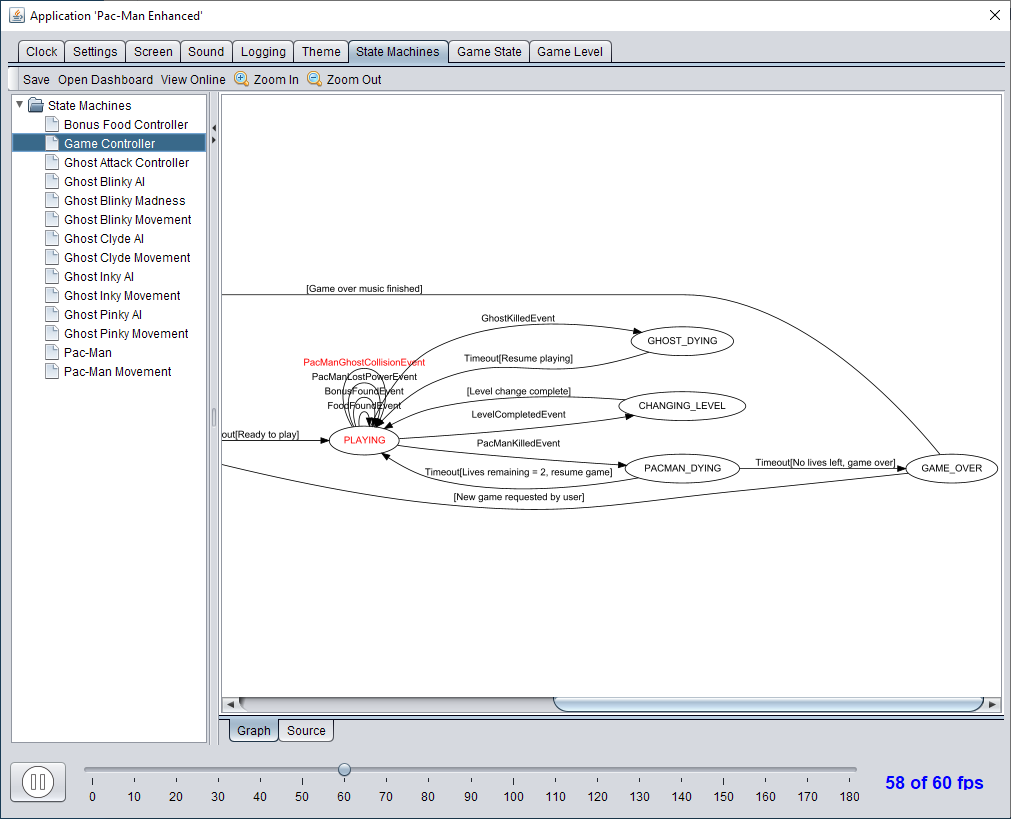 Application 'Pac-Man Enhanced'
Clock Settings Screen Sound Logging Theme State Machines Game State Game Level
Save Open Dashboard View Online Zoom In Zoom Out
State Machines
Bonus Food Controller
Game Controller
Ghost Attack Controller
Ghost Blinky AI
Ghost Blinky Madness
Ghost Blinky Movement
Ghost Clyde AI
Ghost Clyde Movement
Ghost Inky AI
Ghost Inky Movement
Ghost Pinky AI
Ghost Pinky Movement
Pac-Man
Pac-Man Movement
[Game over music finished]
GhostKilledEvent
GHOST_DYING
Timeout[Resume playing]
PacManGhostCollisionEvent
PacManLostPowerEvent
BonusFoundEvent
FoodFoundEvent
[Level change complete]
CHANGING_LEVEL
LevelCompletedEvent
out[Ready to play]
PLAYING
PacManKilledEvent
Timeout[No lives left, game over]
PACMAN_DYING
GAME_OVER
Timeout[Lives remaining = 2, resume game]
[New game requested by user]
Graph Source
0 10 20 30 40 50 60 70 80 90 100 110 120 130 140 150 160 170 180
58 of 60 fps